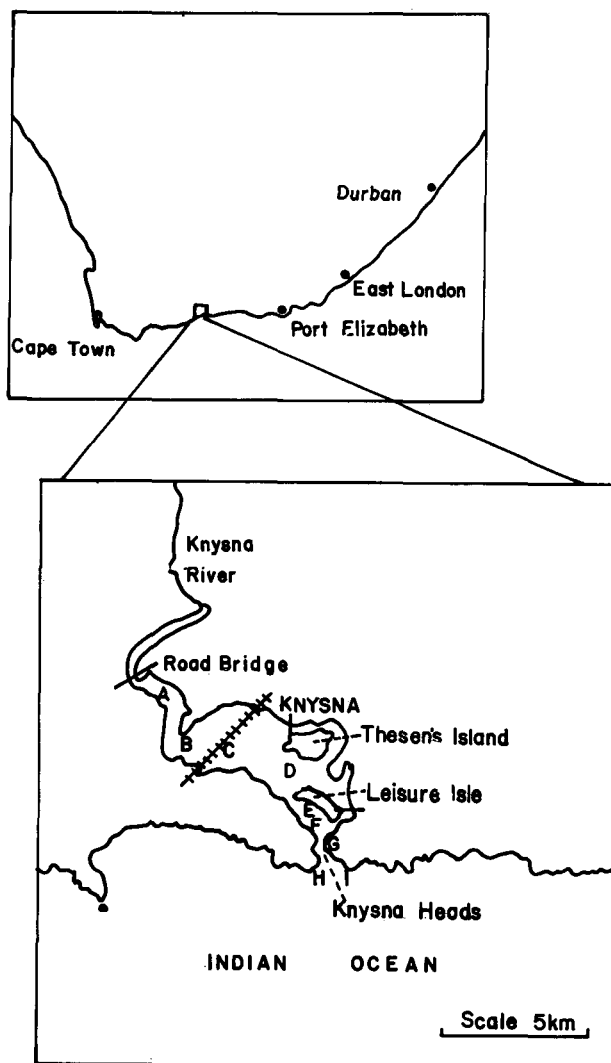 Durban
East London
Port Elizabeth
Cape Town
Knysna
River
Road Bridge
A
KNYSNA
B
C
Thesen's Island
D
Leisure Isle
E
F
G
H I
Knysna Heads
INDIAN OCEAN
Scale 5km